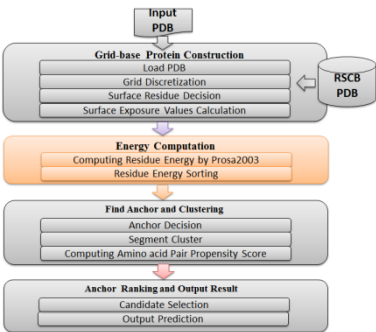 Input
PDB
Grid-base Protein Construction
Load PDB
Grid Discretization
Surface Residue Decision
Surface Exposure Values Calculation
RSCB
PDB
Energy Computation
Computing Residue Energy by Prosa2003
Residue Energy Sorting
Find Anchor and Clustering
Anchor Decision
Segment Cluster
Computing Amino acid Pair Propensity Score
Anchor Ranking and Output Result
Candidate Selection
Output Prediction